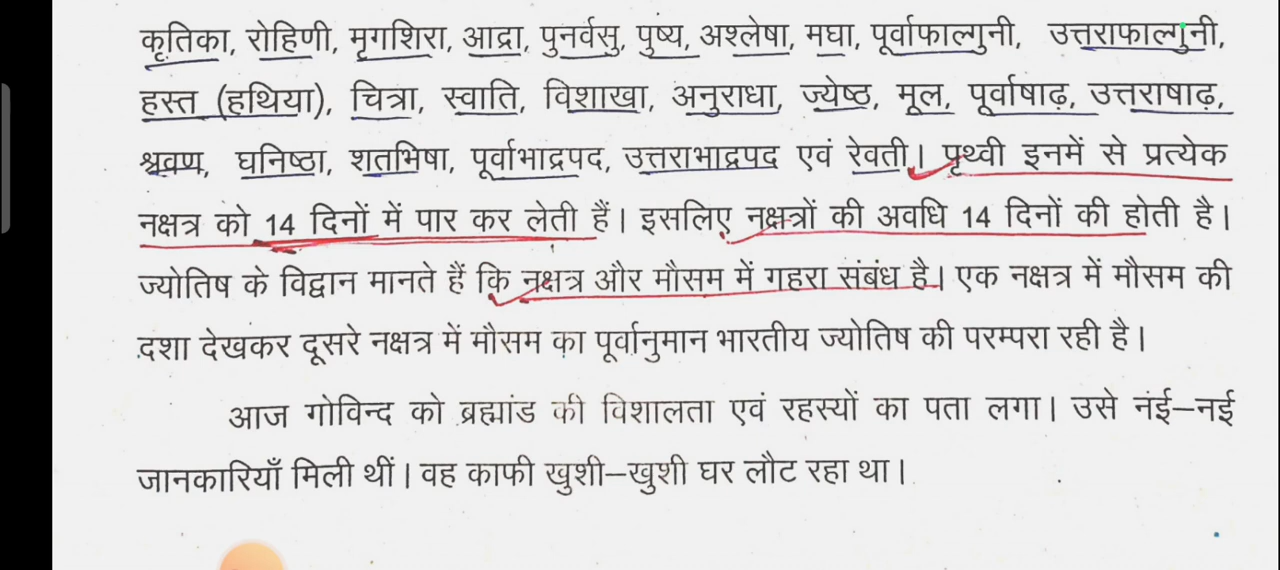 कृतिका, रोहिणी, मृगशिरा, आद्रा, पुनर्वसु, पुष्य, अश्लेषा, मघा, पूर्वाफाल्गुनी, उत्तराफाल्गुनी,
हस्त (हथिया), चित्रा, स्वाति, विशाखा, अनुराधा, ज्येष्ठ, मूल, पूर्वाषाढ़, उत्तराषाढ़,
श्रवण, घनिष्ठा, शतभिषा, पूर्वाभाद्रपद, उत्तराभाद्रपद एवं रेवती। पृथ्वी इनमें से प्रत्येक
नक्षत्र को 14 दिनों में पार कर लेती हैं। इसलिए नक्षत्रों की अवधि 14 दिनों की होती है।
ज्योतिष के विद्वान मानते हैं कि नक्षत्र और मौसम में गहरा संबंध है। एक नक्षत्र में मौसम की
दशा देखकर दूसरे नक्षत्र में मौसम का पूर्वानुमान भारतीय ज्योतिष की परम्परा रही है।
आज गोविन्द को ब्रह्मांड की विशालता एवं रहस्यों का पता लगा। उसे नंई–नई
जानकारियाँ मिली थीं। वह काफी खुशी–खुशी घर लौट रहा था।